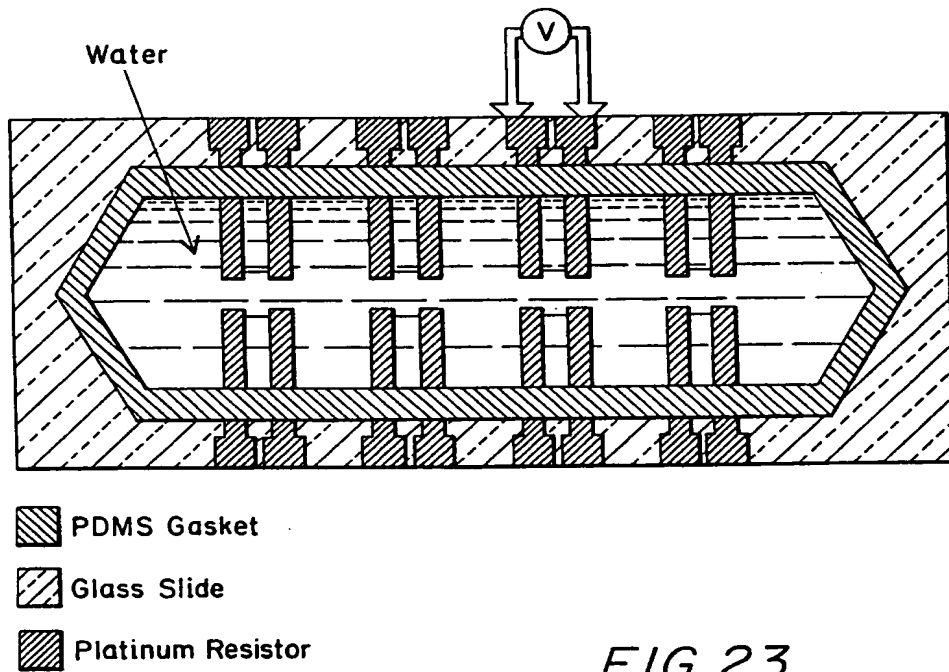 Water
V
PDMS Gasket
Glass Slide
Platinum Resistor
FIG. 23